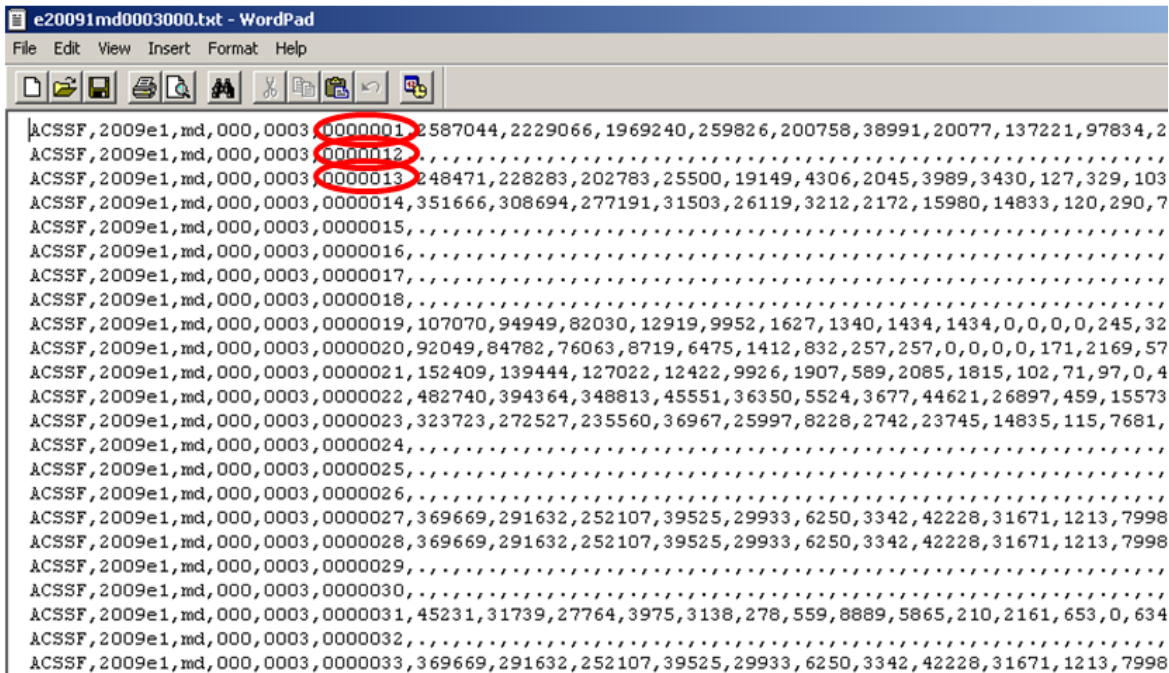 e20091md0003000.txt - WordPad
File Edit View Insert Format Help
ACSSF,2009e1,md,000,0003,0000001,2587044,2229066,1969240,259826,200758,38991,20077,137221,97834,2
ACSSF,2009e1,md,000,0003,0000012,.,.,.,.,.,.,.,.,.,.,.,.,.,.,.,.,.,.,.,.,.,.,.,.,.,.,.,.,.,.,.,.,
ACSSF,2009e1,md,000,0003,0000013,248471,228283,202783,25500,19149,4306,2045,3989,3430,127,329,103
ACSSF,2009e1,md,000,0003,0000014,351666,308694,277191,31503,26119,3212,2172,15980,14833,120,290,7
ACSSF,2009e1,md,000,0003,0000015,.,.,.,.,.,.,.,.,.,.,.,.,.,.,.,.,.,.,.,.,.,.,.,.,.,.,.,.,.,.,.,.,
ACSSF,2009e1,md,000,0003,0000016,.,.,.,.,.,.,.,.,.,.,.,.,.,.,.,.,.,.,.,.,.,.,.,.,.,.,.,.,.,.,.,.,
ACSSF,2009e1,md,000,0003,0000017,.,.,.,.,.,.,.,.,.,.,.,.,.,.,.,.,.,.,.,.,.,.,.,.,.,.,.,.,.,.,.,.,
ACSSF,2009e1,md,000,0003,0000018,.,.,.,.,.,.,.,.,.,.,.,.,.,.,.,.,.,.,.,.,.,.,.,.,.,.,.,.,.,.,.,.,
ACSSF,2009e1,md,000,0003,0000019,107070,94949,82030,12919,9952,1627,1340,1434,1434,0,0,0,0,245,32
ACSSF,2009e1,md,000,0003,0000020,92049,84782,76063,8719,6475,1412,832,257,257,0,0,0,0,171,2169,57
ACSSF,2009e1,md,000,0003,0000021,152409,139444,127022,12422,9926,1907,589,2085,1815,102,71,97,0,4
ACSSF,2009e1,md,000,0003,0000022,482740,394364,348813,45551,36350,5524,3677,44621,26897,459,15573
ACSSF,2009e1,md,000,0003,0000023,323723,272527,235560,36967,25997,8228,2742,23745,14835,115,7681,
ACSSF,2009e1,md,000,0003,0000024,.,.,.,.,.,.,.,.,.,.,.,.,.,.,.,.,.,.,.,.,.,.,.,.,.,.,.,.,.,.,.,.,
ACSSF,2009e1,md,000,0003,0000025,.,.,.,.,.,.,.,.,.,.,.,.,.,.,.,.,.,.,.,.,.,.,.,.,.,.,.,.,.,.,.,.,
ACSSF,2009e1,md,000,0003,0000026,.,.,.,.,.,.,.,.,.,.,.,.,.,.,.,.,.,.,.,.,.,.,.,.,.,.,.,.,.,.,.,.,
ACSSF,2009e1,md,000,0003,0000027,369669,291632,252107,39525,29933,6250,3342,42228,31671,1213,7998
ACSSF,2009e1,md,000,0003,0000028,369669,291632,252107,39525,29933,6250,3342,42228,31671,1213,7998
ACSSF,2009e1,md,000,0003,0000029,.,.,.,.,.,.,.,.,.,.,.,.,.,.,.,.,.,.,.,.,.,.,.,.,.,.,.,.,.,.,.,.,
ACSSF,2009e1,md,000,0003,0000030,.,.,.,.,.,.,.,.,.,.,.,.,.,.,.,.,.,.,.,.,.,.,.,.,.,.,.,.,.,.,.,.,
ACSSF,2009e1,md,000,0003,0000031,45231,31739,27764,3975,3138,278,559,8889,5865,210,2161,653,0,634
ACSSF,2009e1,md,000,0003,0000032,.,.,.,.,.,.,.,.,.,.,.,.,.,.,.,.,.,.,.,.,.,.,.,.,.,.,.,.,.,.,.,.,
ACSSF,2009e1,md,000,0003,0000033,369669,291632,252107,39525,29933,6250,3342,42228,31671,1213,7998